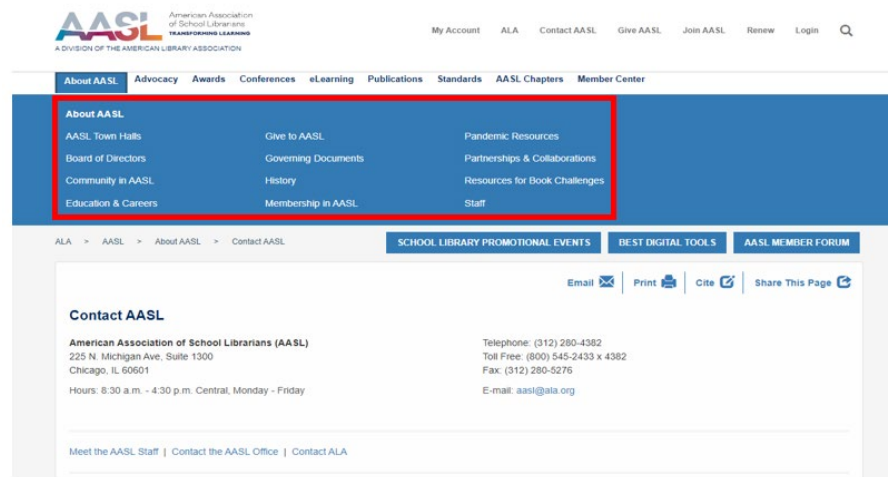 AASL American Association
of School Librarians
TRANSFORMING LEARNING
A DIVISION OF THE AMERICAN LIBRARY ASSOCIATION
My Account ALA Contact AASL Give AASL Join AASL Renew Login
About AASL Advocacy Awards Conferences eLearning Publications Standards AASL Chapters Member Center
About AASL
AASL Town Halls Give to AASL Pandemic Resources
Board of Directors Governing Documents Partnerships & Collaborations
Community in AASL History Resources for Book Challenges
Education & Careers Membership in AASL Staff
ALA > AASL > About AASL > Contact AASL SCHOOL LIBRARY PROMOTIONAL EVENTS BEST DIGITAL TOOLS AASL MEMBER FORUM
Email Print Cite Share This Page
Contact AASL
American Association of School Librarians (AASL) Telephone: (312) 280-4382
225 N. Michigan Ave, Suite 1300 Toll Free: (800) 545-2433 x 4382
Chicago, IL 60601 Fax: (312) 280-5276
Hours: 8:30 a.m. - 4:30 p.m. Central, Monday - Friday E-mail: aasl@ala.org
Meet the AASL Staff | Contact the AASL Office | Contact ALA